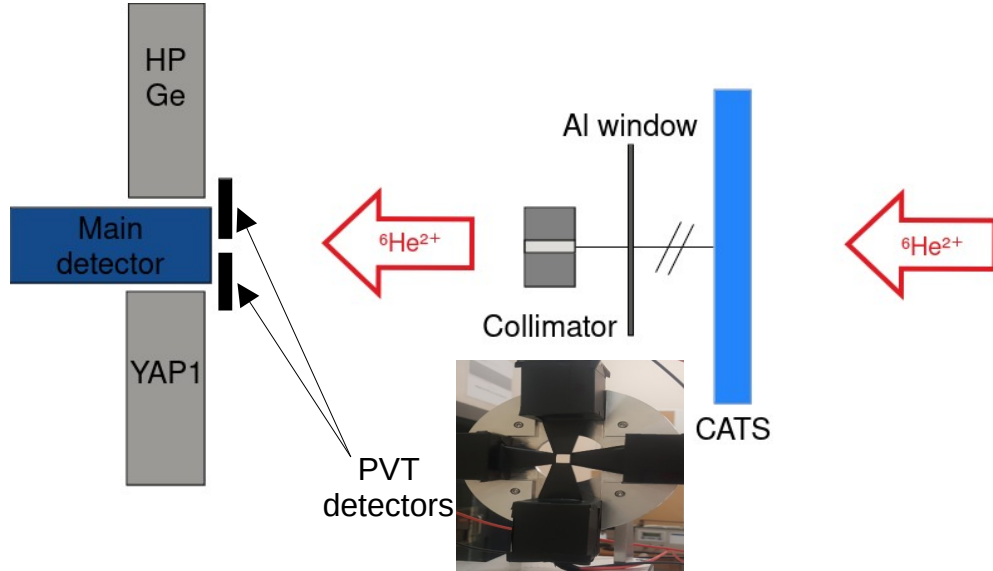 HP
Ge
Al window
Main
detector
⁶He²⁺
⁶He²⁺
Collimator
YAP1
CATS
PVT
detectors